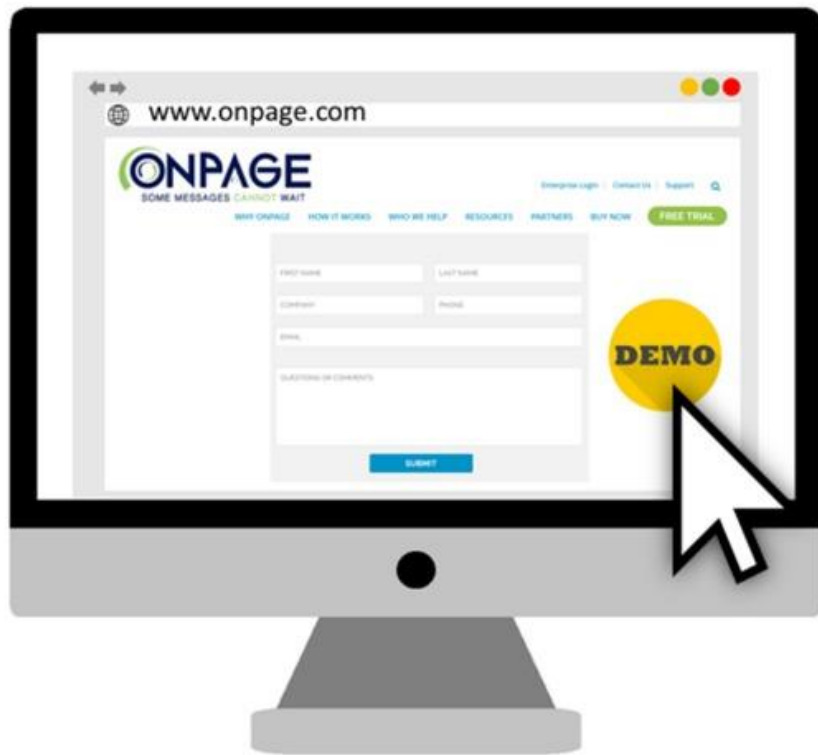 www.onpage.com
ONPAGE
SOME MESSAGES CANNOT WAIT
Enterprise Login | Contact Us | Support
WHY ONPAGE HOW IT WORKS WHO WE HELP RESOURCES PARTNERS BUY NOW FREE TRIAL
FIRST NAME LAST NAME
COMPANY PHONE
EMAIL
DEMO
QUESTIONS OR COMMENTS
SUBMIT